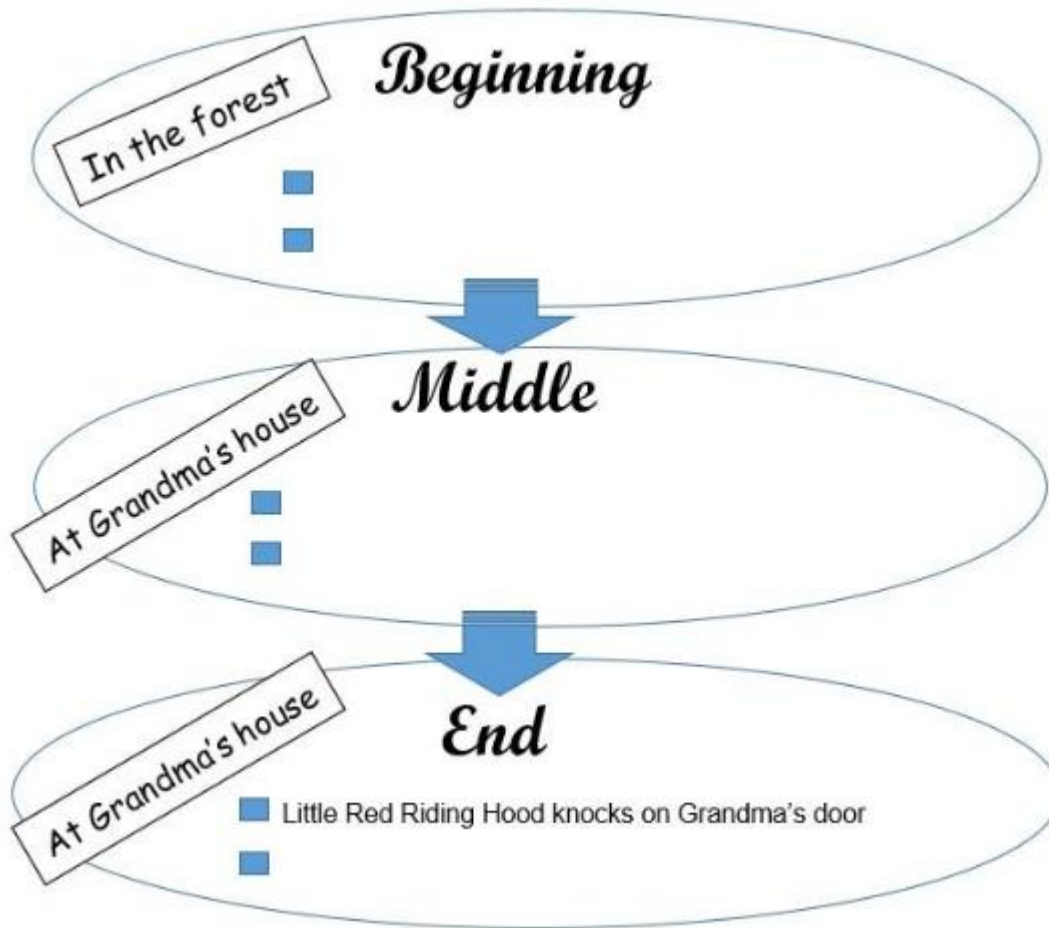 Beginning
In the forest
Middle
At Grandma's house
End
At Grandma's house
Little Red Riding Hood knocks on Grandma's door